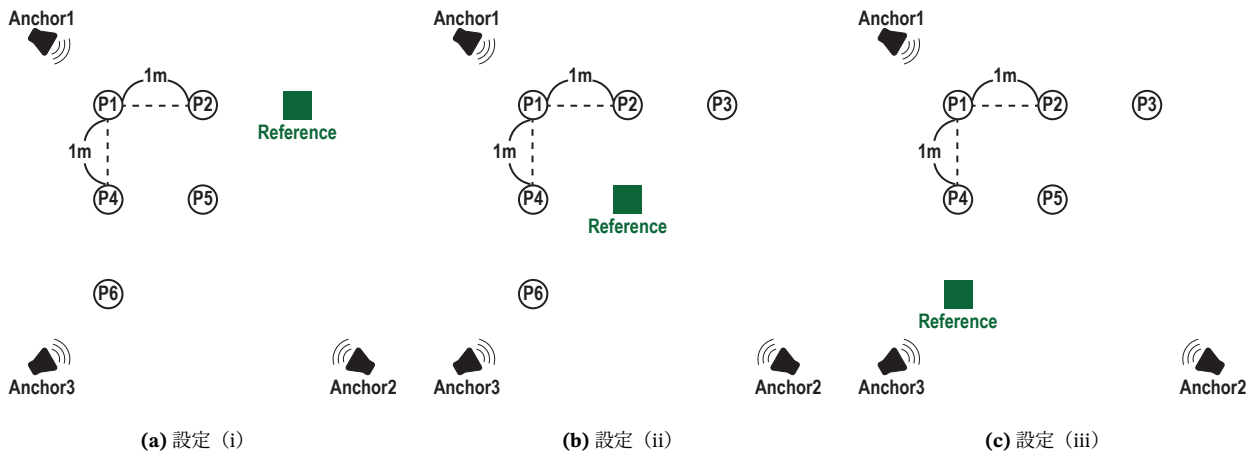 Anchor1
1m
P1
P2
Reference
1m
P4
P5
P6
Anchor3
Anchor2
(a) 設定（i）
Anchor1
1m
P1
P2
P3
1m
P4
Reference
P6
Anchor3
Anchor2
(b) 設定（ii）
Anchor1
1m
P1
P2
P3
1m
P4
P5
Reference
Anchor3
Anchor2
(c) 設定（iii）